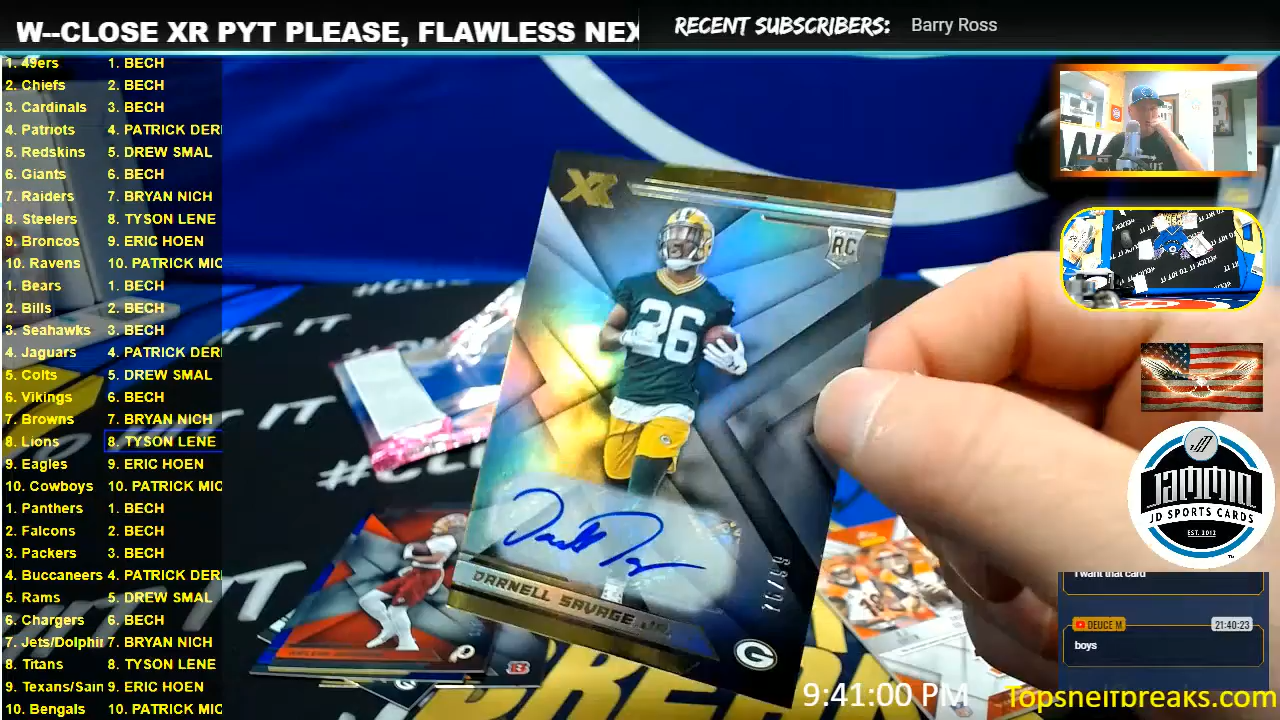 W--CLOSE XR PYT PLEASE, FLAWLESS NEX
RECENT SUBSCRIBERS: Barry Ross
1. 49ers 1. BECH
2. Chiefs 2. BECH
3. Cardinals 3. BECH
4. Patriots 4. PATRICK DERI
5. Redskins 5. DREW SMAL
6. Giants 6. BECH
7. Raiders 7. BRYAN NICH
8. Steelers 8. TYSON LENE
9. Broncos 9. ERIC HOEN
10. Ravens 10. PATRICK MIC
1. Bears 1. BECH
2. Bills 2. BECH
3. Seahawks 3. BECH
4. Jaguars 4. PATRICK DERI
5. Colts 5. DREW SMAL
6. Vikings 6. BECH
7. Browns 7. BRYAN NICH
8. Lions 8. TYSON LENE
9. Eagles 9. ERIC HOEN
10. Cowboys 10. PATRICK MIC
1. Panthers 1. BECH
2. Falcons 2. BECH
3. Packers 3. BECH
4. Buccaneers 4. PATRICK DERI
5. Rams 5. DREW SMAL
6. Chargers 6. BECH
7. Jets/Dolphin 7. BRYAN NICH
8. Titans 8. TYSON LENE
9. Texans/Sain 9. ERIC HOEN
10. Bengals 10. PATRICK MIC
XR
RC
26
DARNELL SAVAGE JR.
G
JAMMIN
JD SPORTS CARDS
EST. 2012
I want that card
DEUCE M 21:40:23
boys
9:41:00 PM
BREAK